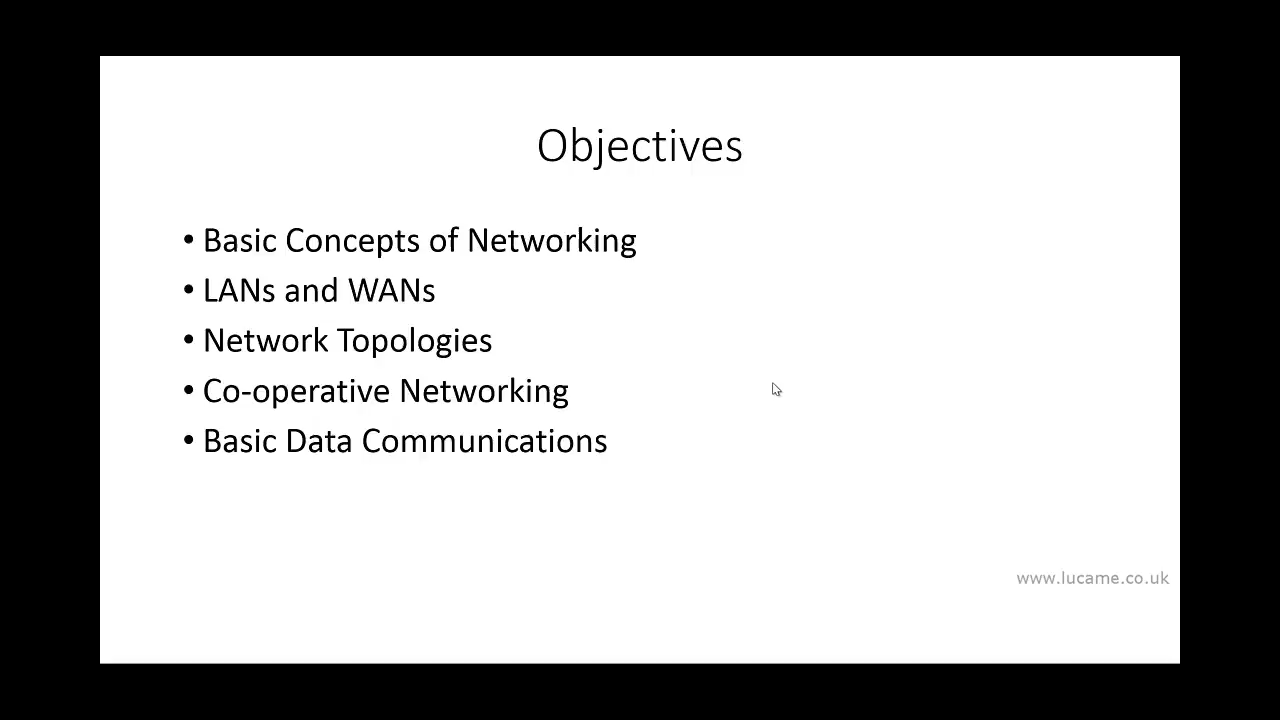 Objectives
• Basic Concepts of Networking
• LANs and WANs
• Network Topologies
• Co-operative Networking
• Basic Data Communications
www.lucame.co.uk